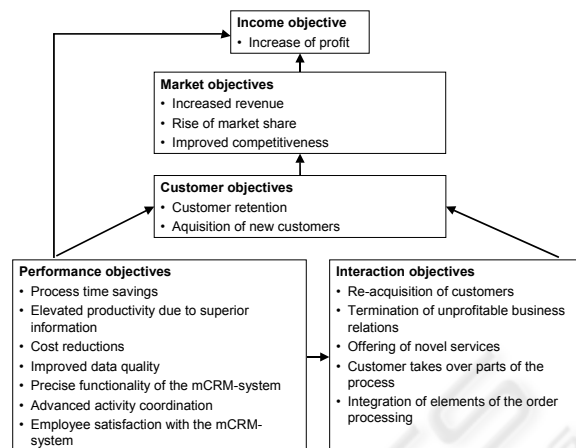 Income objective
• Increase of profit
Market objectives
• Increased revenue
• Rise of market share
• Improved competitiveness
Customer objectives
• Customer retention
• Aquisition of new customers
Performance objectives
• Process time savings
• Elevated productivity due to superior
information
• Cost reductions
• Improved data quality
• Precise functionality of the mCRM-system
• Advanced activity coordination
• Employee satisfaction with the mCRM-
system
Interaction objectives
• Re-acquisition of customers
• Termination of unprofitable business
relations
• Offering of novel services
• Customer takes over parts of the
process
• Integration of elements of the order
processing